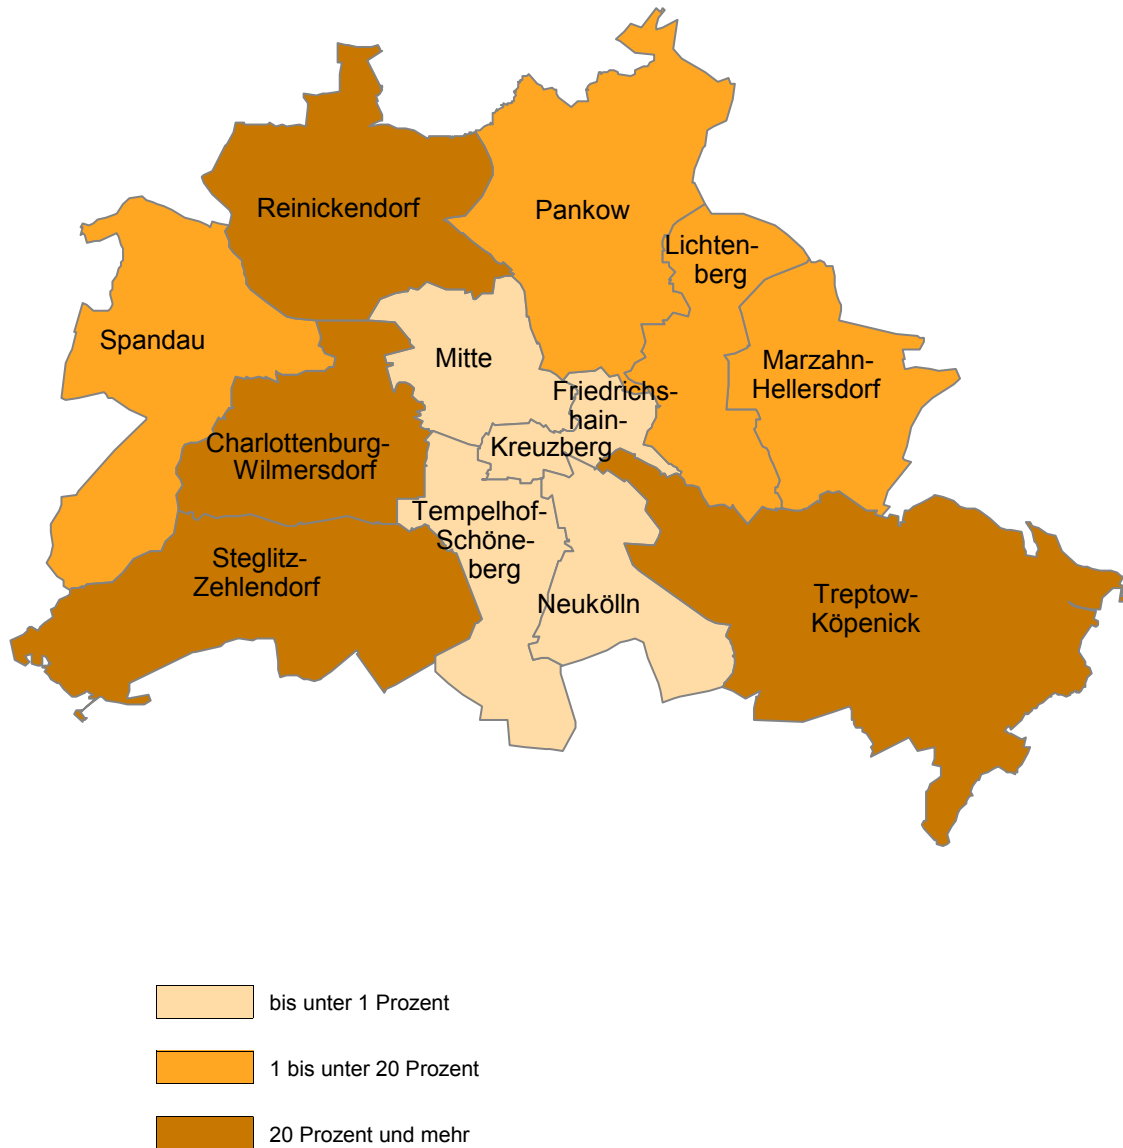 Reinickendorf
Pankow
Lichten-
berg
Spandau
Mitte
Marzahn-
Hellersdorf
Friedrichs-
hain-
Kreuzberg
Charlottenburg-
Wilmersdorf
Tempelhof-
Schöne-
berg
Steglitz-
Zehlendorf
Neukölln
Treptow-
Köpenick
bis unter 1 Prozent
1 bis unter 20 Prozent
20 Prozent und mehr